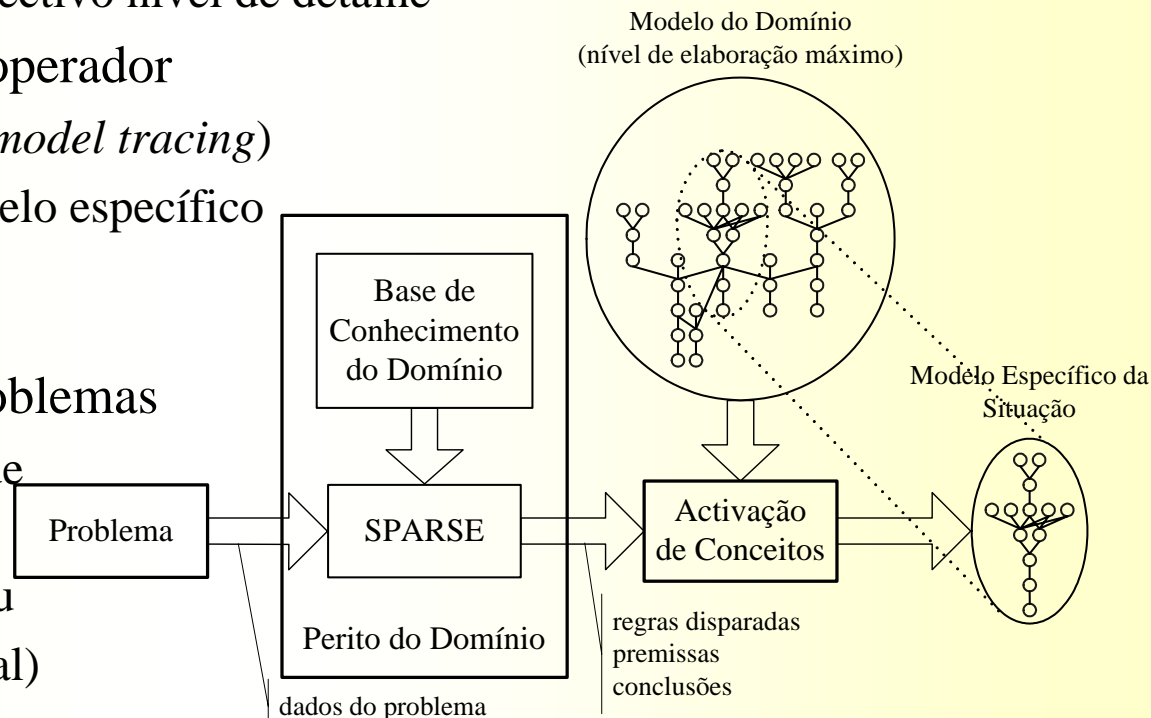 ectivo nível de detalhe
operador
model tracing)
elo específico
oblemas
e
u
al)
Modelo do Domínio
(nível de elaboração máximo)
Base de
Conhecimento
do Domínio
Modelo Específico da
Situação
Problema
SPARSE
Activação
de Conceitos
Perito do Domínio
regras disparadas
premissas
conclusões
dados do problema